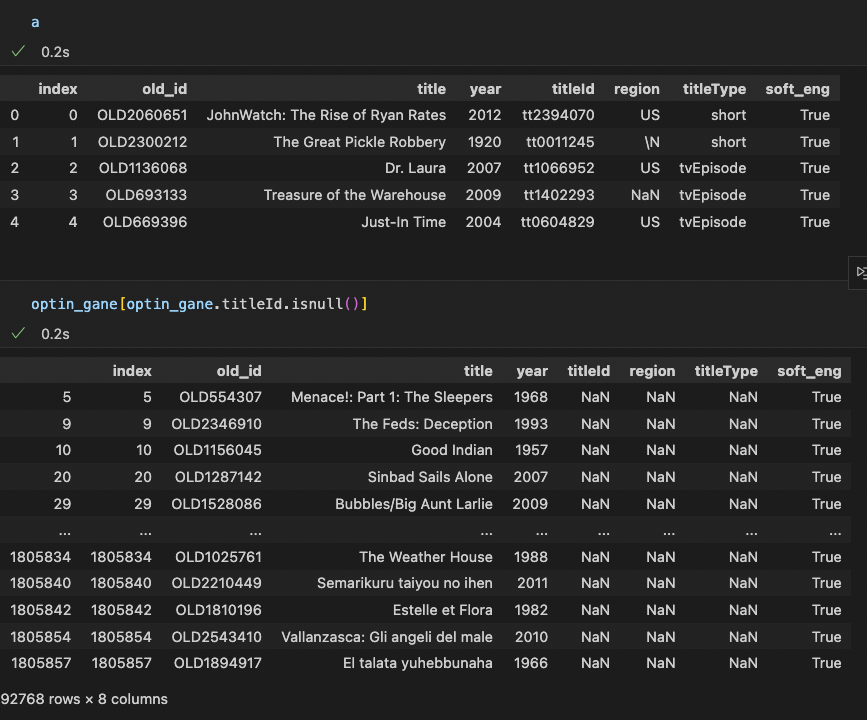 a
0.2s
index old_id title year titleId region titleType soft_eng
0 0 OLD2060651 JohnWatch: The Rise of Ryan Rates 2012 tt2394070 US short True
1 1 OLD2300212 The Great Pickle Robbery 1920 tt0011245 \N short True
2 2 OLD1136068 Dr. Laura 2007 tt1066952 US tvEpisode True
3 3 OLD693133 Treasure of the Warehouse 2009 tt1402293 NaN tvEpisode True
4 4 OLD669396 Just-In Time 2004 tt0604829 US tvEpisode True
optin_gane[optin_gane.titleId.isnull()]
0.2s
index old_id title year titleId region titleType soft_eng
5 5 OLD554307 Menace!: Part 1: The Sleepers 1968 NaN NaN NaN True
9 9 OLD2346910 The Feds: Deception 1993 NaN NaN NaN True
10 10 OLD1156045 Good Indian 1957 NaN NaN NaN True
20 20 OLD1287142 Sinbad Sails Alone 2007 NaN NaN NaN True
29 29 OLD1528086 Bubbles/Big Aunt Larlie 2009 NaN NaN NaN True
... ... ... ... ... ... ... ... ...
1805834 1805834 OLD1025761 The Weather House 1988 NaN NaN NaN True
1805840 1805840 OLD2210449 Semarikuru taiyou no ihen 2011 NaN NaN NaN True
1805842 1805842 OLD1810196 Estelle et Flora 1982 NaN NaN NaN True
1805854 1805854 OLD2543410 Vallanzasca: Gli angeli del male 2010 NaN NaN NaN True
1805857 1805857 OLD1894917 El talata yuhebbunaha 1966 NaN NaN NaN True
92768 rows × 8 columns